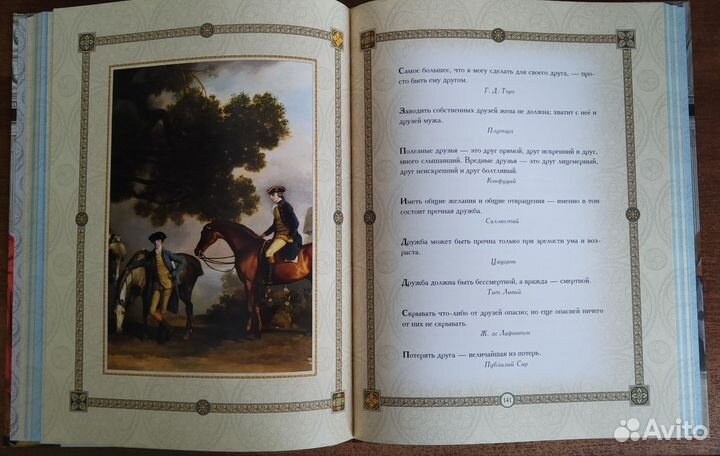 Самое большее, что я могу сделать для своего друга, — про-
сто быть ему другом.
Г. Д. Торо
Заводить собственных друзей жена не должна; хватит с неё и
друзей мужа.
Плутарх
Полезные друзья — это друг прямой, друг искренний и друг,
много слышавший. Вредные друзья — это друг лицемерный,
друг неискренний и друг болтливый.
Конфуций
Иметь общие желания и общие отвращения — именно в том
состоит прочная дружба.
Саллюстий
Дружба может быть прочна только при зрелости ума и воз-
раста.
Цицерон
Дружба должна быть бессмертной, а вражда — смертной.
Тит Ливий
Скрывать что-либо от друзей опасно; но еще опасней ничего
от них не скрывать.
Ж. де Лафонтен
Потерять друга — величайшая из потерь.
Публилий Сир
141
Avito